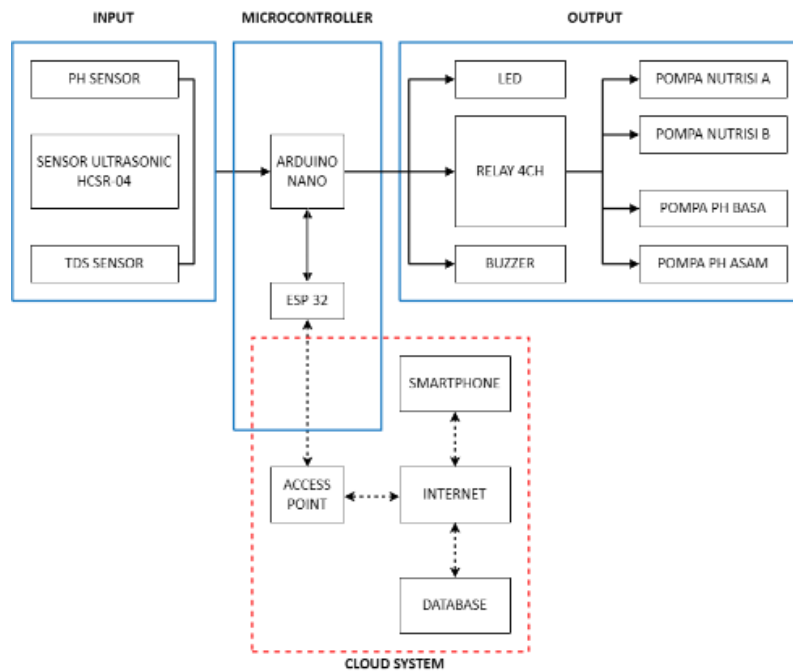 INPUT
MICROCONTROLLER
OUTPUT
PH SENSOR
SENSOR ULTRASONIC
HCSR-04
TDS SENSOR
ARDUINO
NANO
ESP 32
LED
RELAY 4CH
BUZZER
POMPA NUTRISI A
POMPA NUTRISI B
POMPA PH BASA
POMPA PH ASAM
SMARTPHONE
ACCESS
POINT
INTERNET
DATABASE
CLOUD SYSTEM